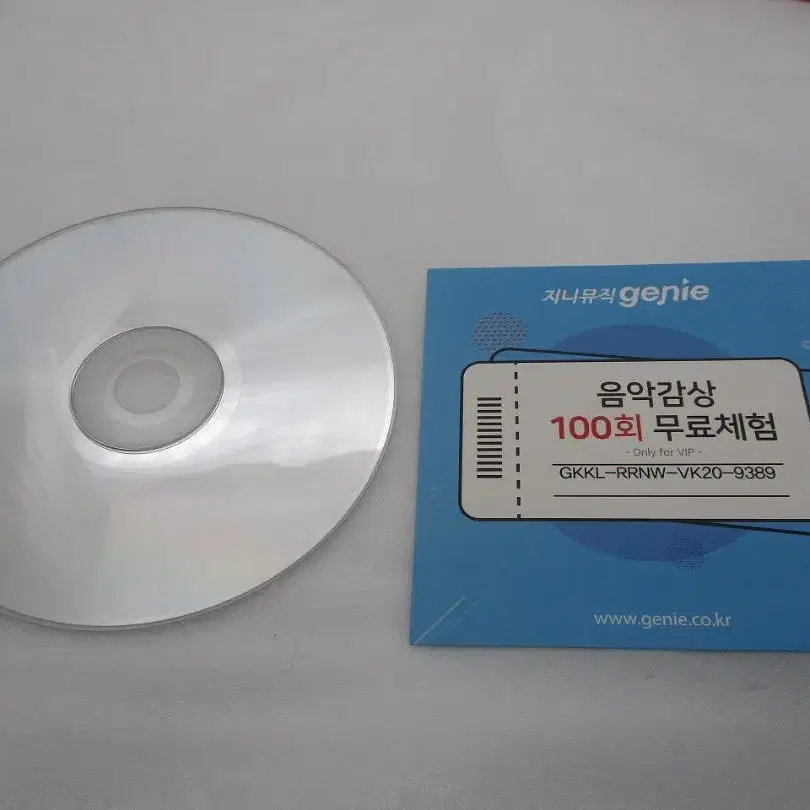 지니뮤직 genie
음악감상
100회 무료체험
- Only for VIP -
GKKL-RRNW-VK20-9389
www.genie.co.kr